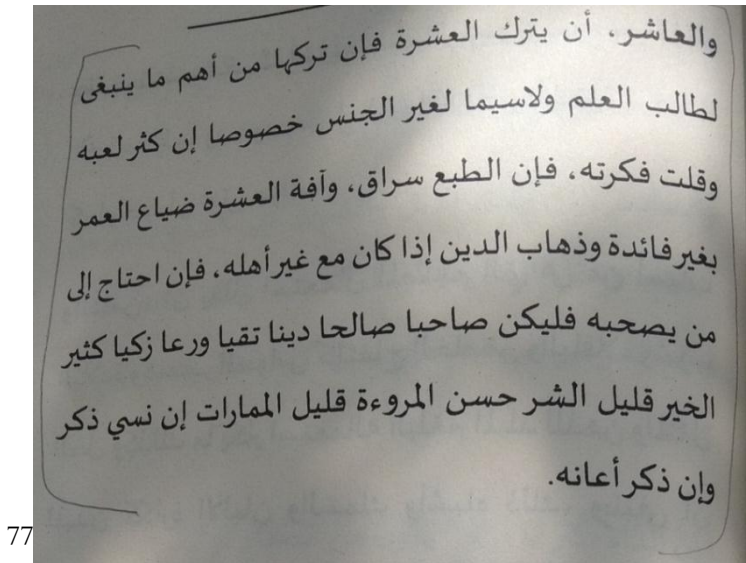 والعاشر، أن يترك العشرة فإن تركها من أهم ما ينبغى
لطالب العلم ولاسيما لغير الجنس خصوصا إن كثر لعبه
وقلت فكرته، فإن الطبع سراق، وآفة العشرة ضياع العمر
بغير فائدة وذهاب الدين إذا كان مع غير أهله، فإن احتاج إلى
من يصحبه فليكن صاحبا صالحا دينا تقيا ورعا زكيا كثير
الخير قليل الشر حسن المروءة قليل الممارات إن نسي ذكر
وإن ذكر أعانه.
77